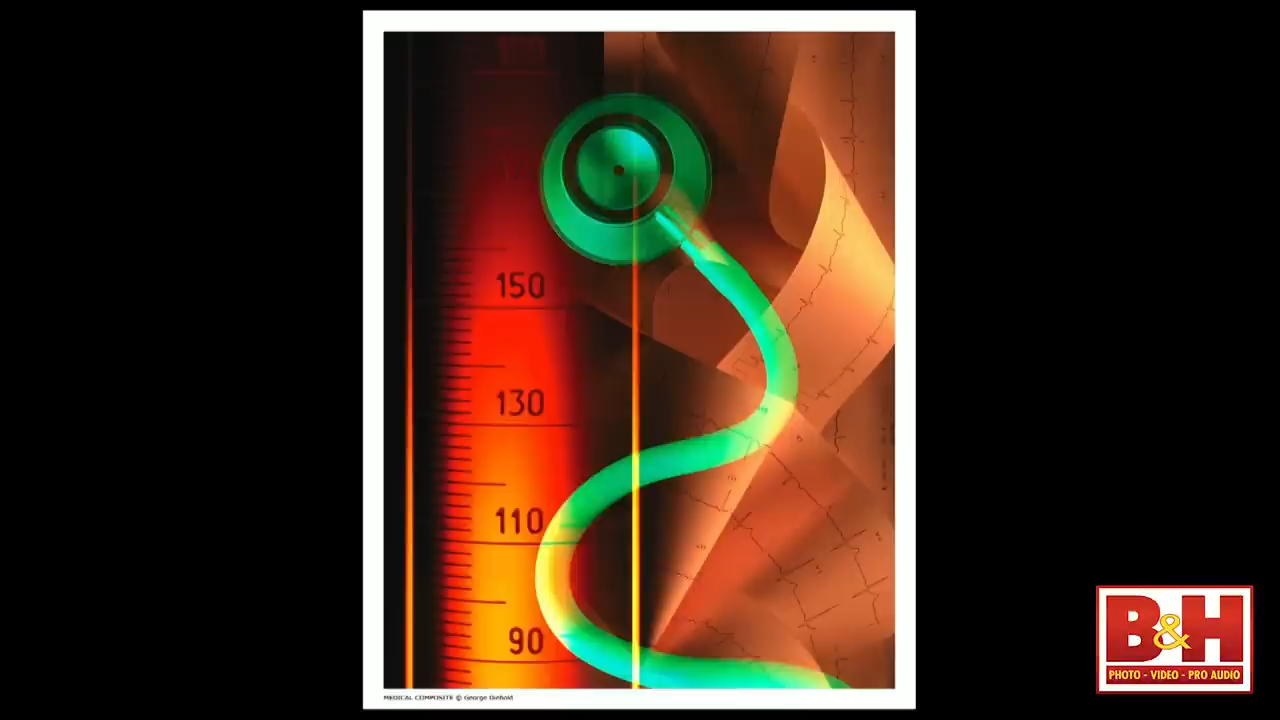 150
130
110
90
MEDICAL COMPOSITE © George Diebold
B&H
PHOTO - VIDEO - PRO AUDIO